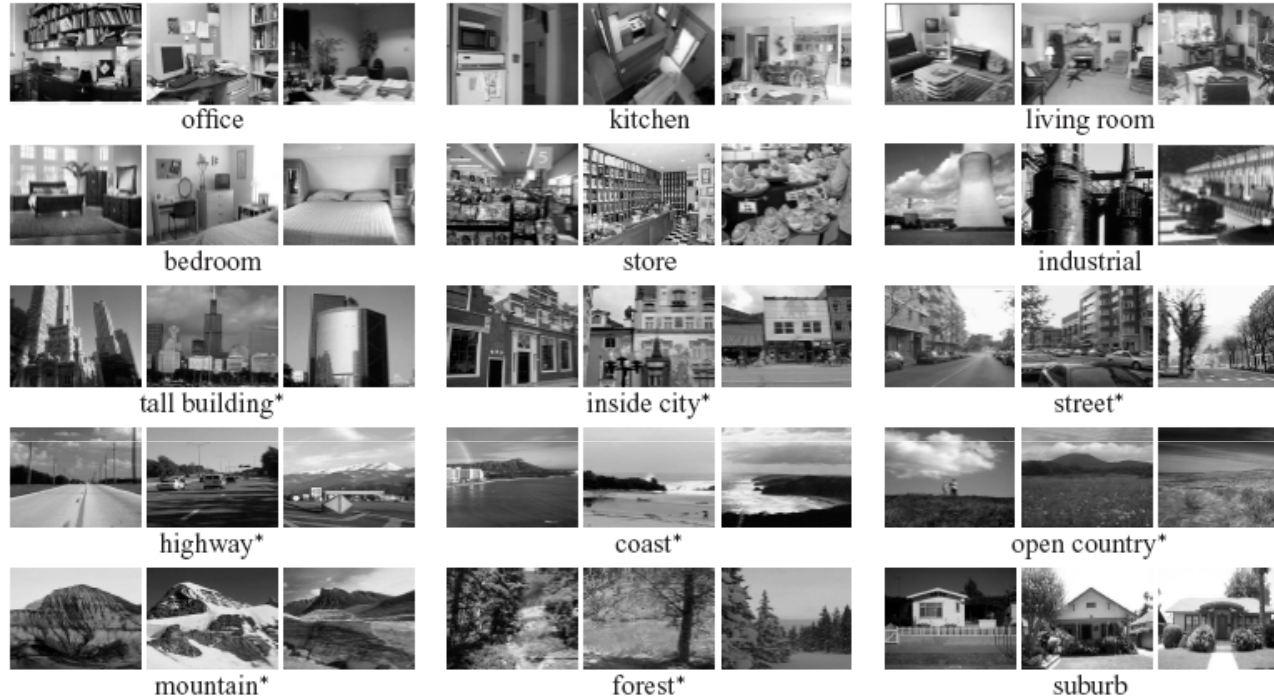 office
kitchen
living room
5
bedroom
store
industrial
tall building*
inside city*
street*
highway*
coast*
open country*
mountain*
forest*
suburb